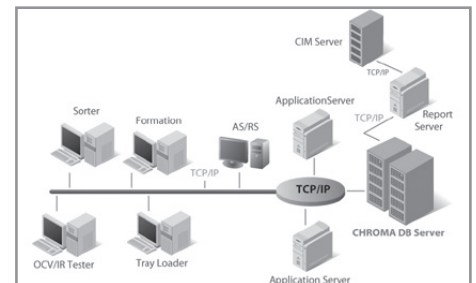 CIM Server
TCP/IP
ApplicationServer
Report
Server
TCP/IP
Sorter
Formation
AS/RS
TCP/IP
TCP/IP
CHROMA DB Server
OCV/IR Tester
Tray Loader
Application Server